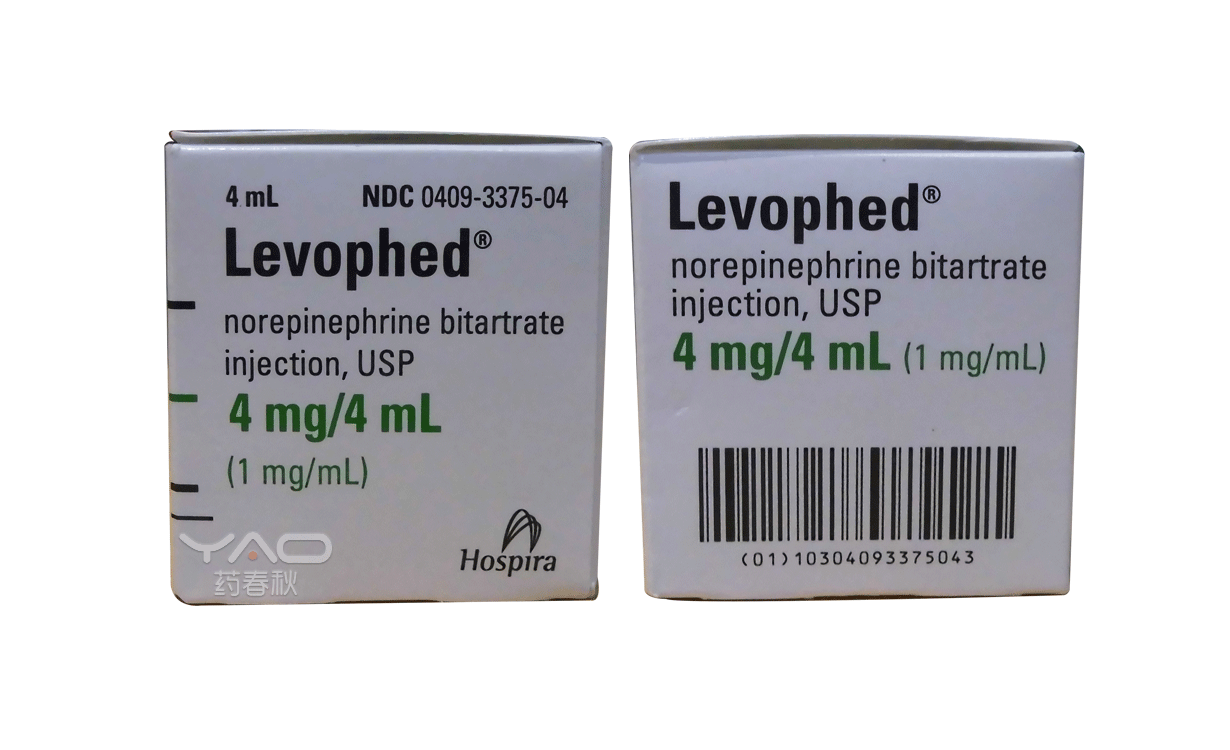 4 mL NDC 0409-3375-04
Levophed®
norepinephrine bitartrate
injection, USP
4 mg/4 mL
(1 mg/mL)
Hospira
YAO
药春秋
Levophed®
norepinephrine bitartrate
injection, USP
4 mg/4 mL (1 mg/mL)
(01)10304093375043